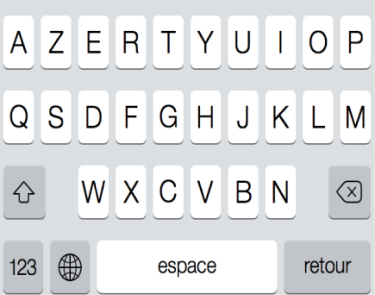 A Z E R T Y U I O P
Q S D F G H J K L M
W X C V B N
123 espace retour